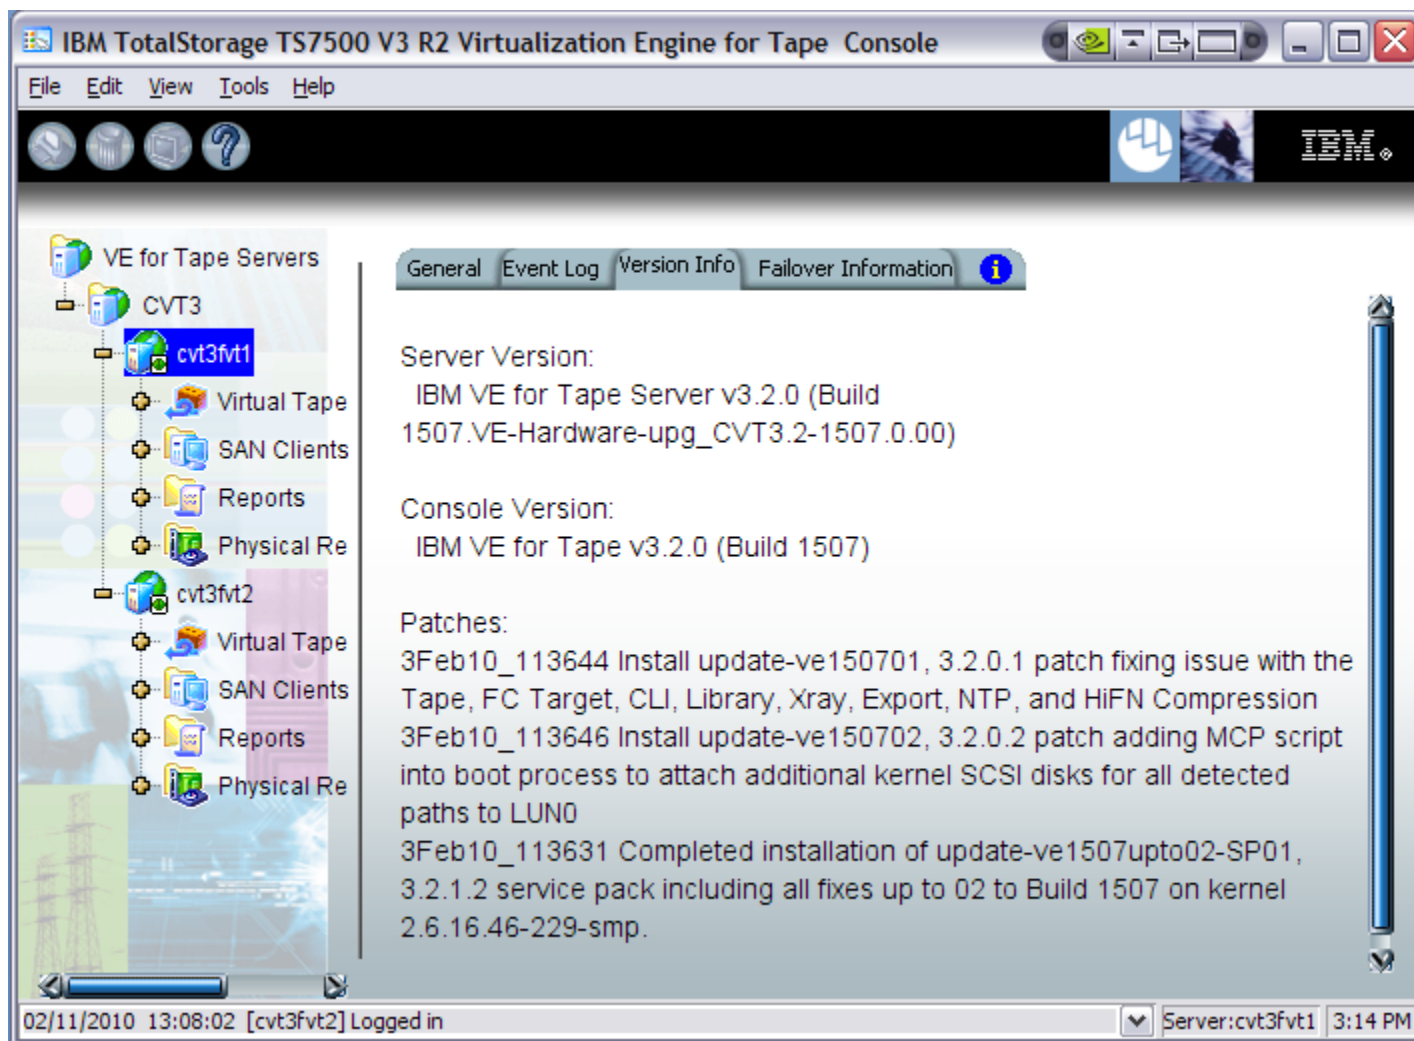 IBM TotalStorage TS7500 V3 R2 Virtualization Engine for Tape Console
File Edit View Tools Help
IBM®
VE for Tape Servers
CVT3
cvt3fvt1
Virtual Tape
SAN Clients
Reports
Physical Re
cvt3fvt2
Virtual Tape
SAN Clients
Reports
Physical Re
General Event Log Version Info Failover Information i
Server Version:
IBM VE for Tape Server v3.2.0 (Build
1507.VE-Hardware-upg_CVT3.2-1507.0.00)
Console Version:
IBM VE for Tape v3.2.0 (Build 1507)
Patches:
3Feb10_113644 Install update-ve150701, 3.2.0.1 patch fixing issue with the
Tape, FC Target, CLI, Library, Xray, Export, NTP, and HiFN Compression
3Feb10_113646 Install update-ve150702, 3.2.0.2 patch adding MCP script
into boot process to attach additional kernel SCSI disks for all detected
paths to LUN0
3Feb10_113631 Completed installation of update-ve1507upto02-SP01,
3.2.1.2 service pack including all fixes up to 02 to Build 1507 on kernel
2.6.16.46-229-smp.
02/11/2010 13:08:02 [cvt3fvt2] Logged in
Server:cvt3fvt1 3:14 PM